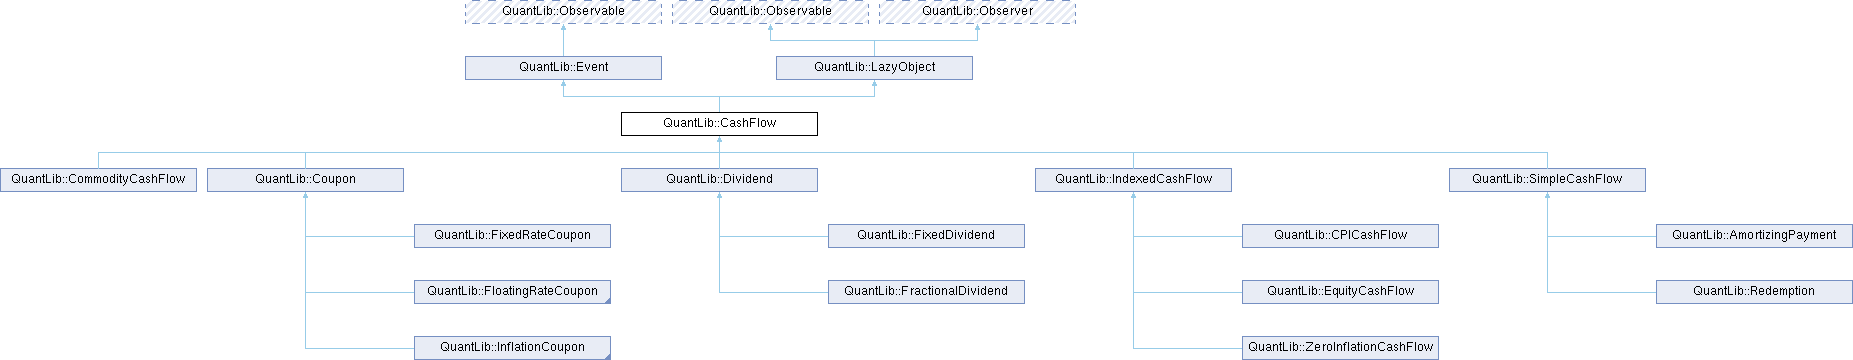 QuantLib::Observable
QuantLib::Observable
QuantLib::Observer
QuantLib::Event
QuantLib::LazyObject
QuantLib::CashFlow
QuantLib::CommodityCashFlow
QuantLib::Coupon
QuantLib::Dividend
QuantLib::IndexedCashFlow
QuantLib::SimpleCashFlow
QuantLib::FixedRateCoupon
QuantLib::FixedDividend
QuantLib::CPICashFlow
QuantLib::AmortizingPayment
QuantLib::FloatingRateCoupon
QuantLib::FractionalDividend
QuantLib::EquityCashFlow
QuantLib::Redemption
QuantLib::InflationCoupon
QuantLib::ZeroInflationCashFlow